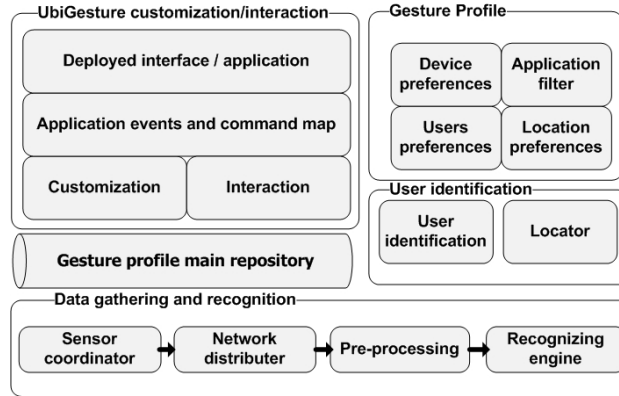 UbiGesture customization/interaction
Deployed interface / application
Application events and command map
Customization
Interaction
Gesture profile main repository
Gesture Profile
Device
preferences
Application
filter
Users
preferences
Location
preferences
User identification
User
identification
Locator
Data gathering and recognition
Sensor
coordinator
Network
distributer
Pre-processing
Recognizing
engine